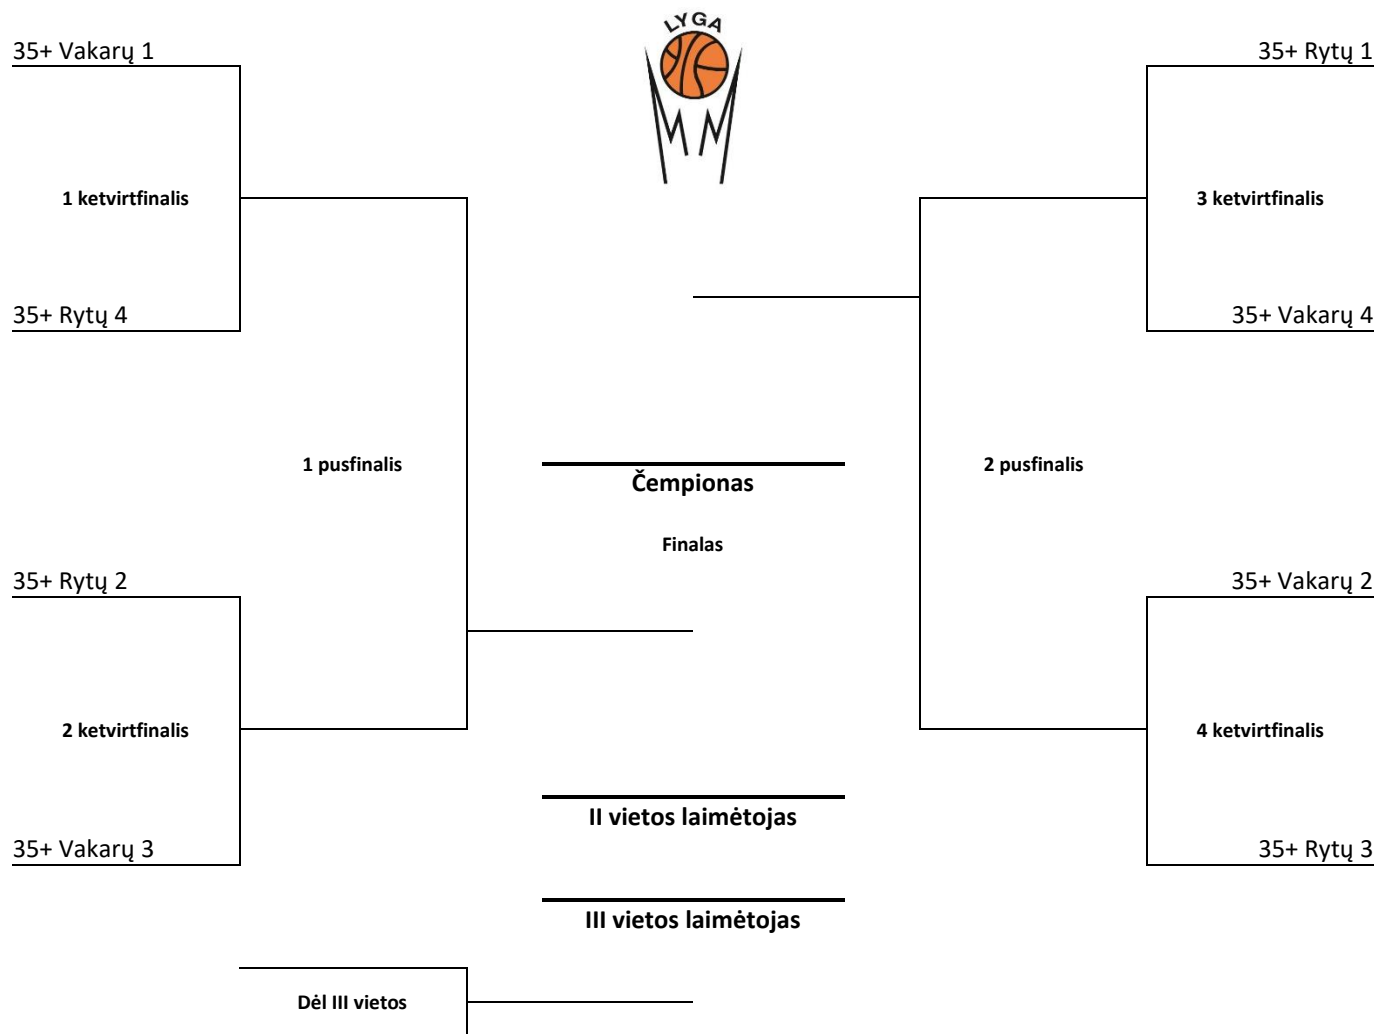 LYGA
35+ Vakarų 1
35+ Rytų 1
1 ketvirtfinalis
3 ketvirtfinalis
35+ Rytų 4
35+ Vakarų 4
1 pusfinalis
2 pusfinalis
Čempionas
Finalas
35+ Rytų 2
35+ Vakarų 2
2 ketvirtfinalis
4 ketvirtfinalis
II vietos laimėtojas
35+ Vakarų 3
35+ Rytų 3
III vietos laimėtojas
Dėl III vietos